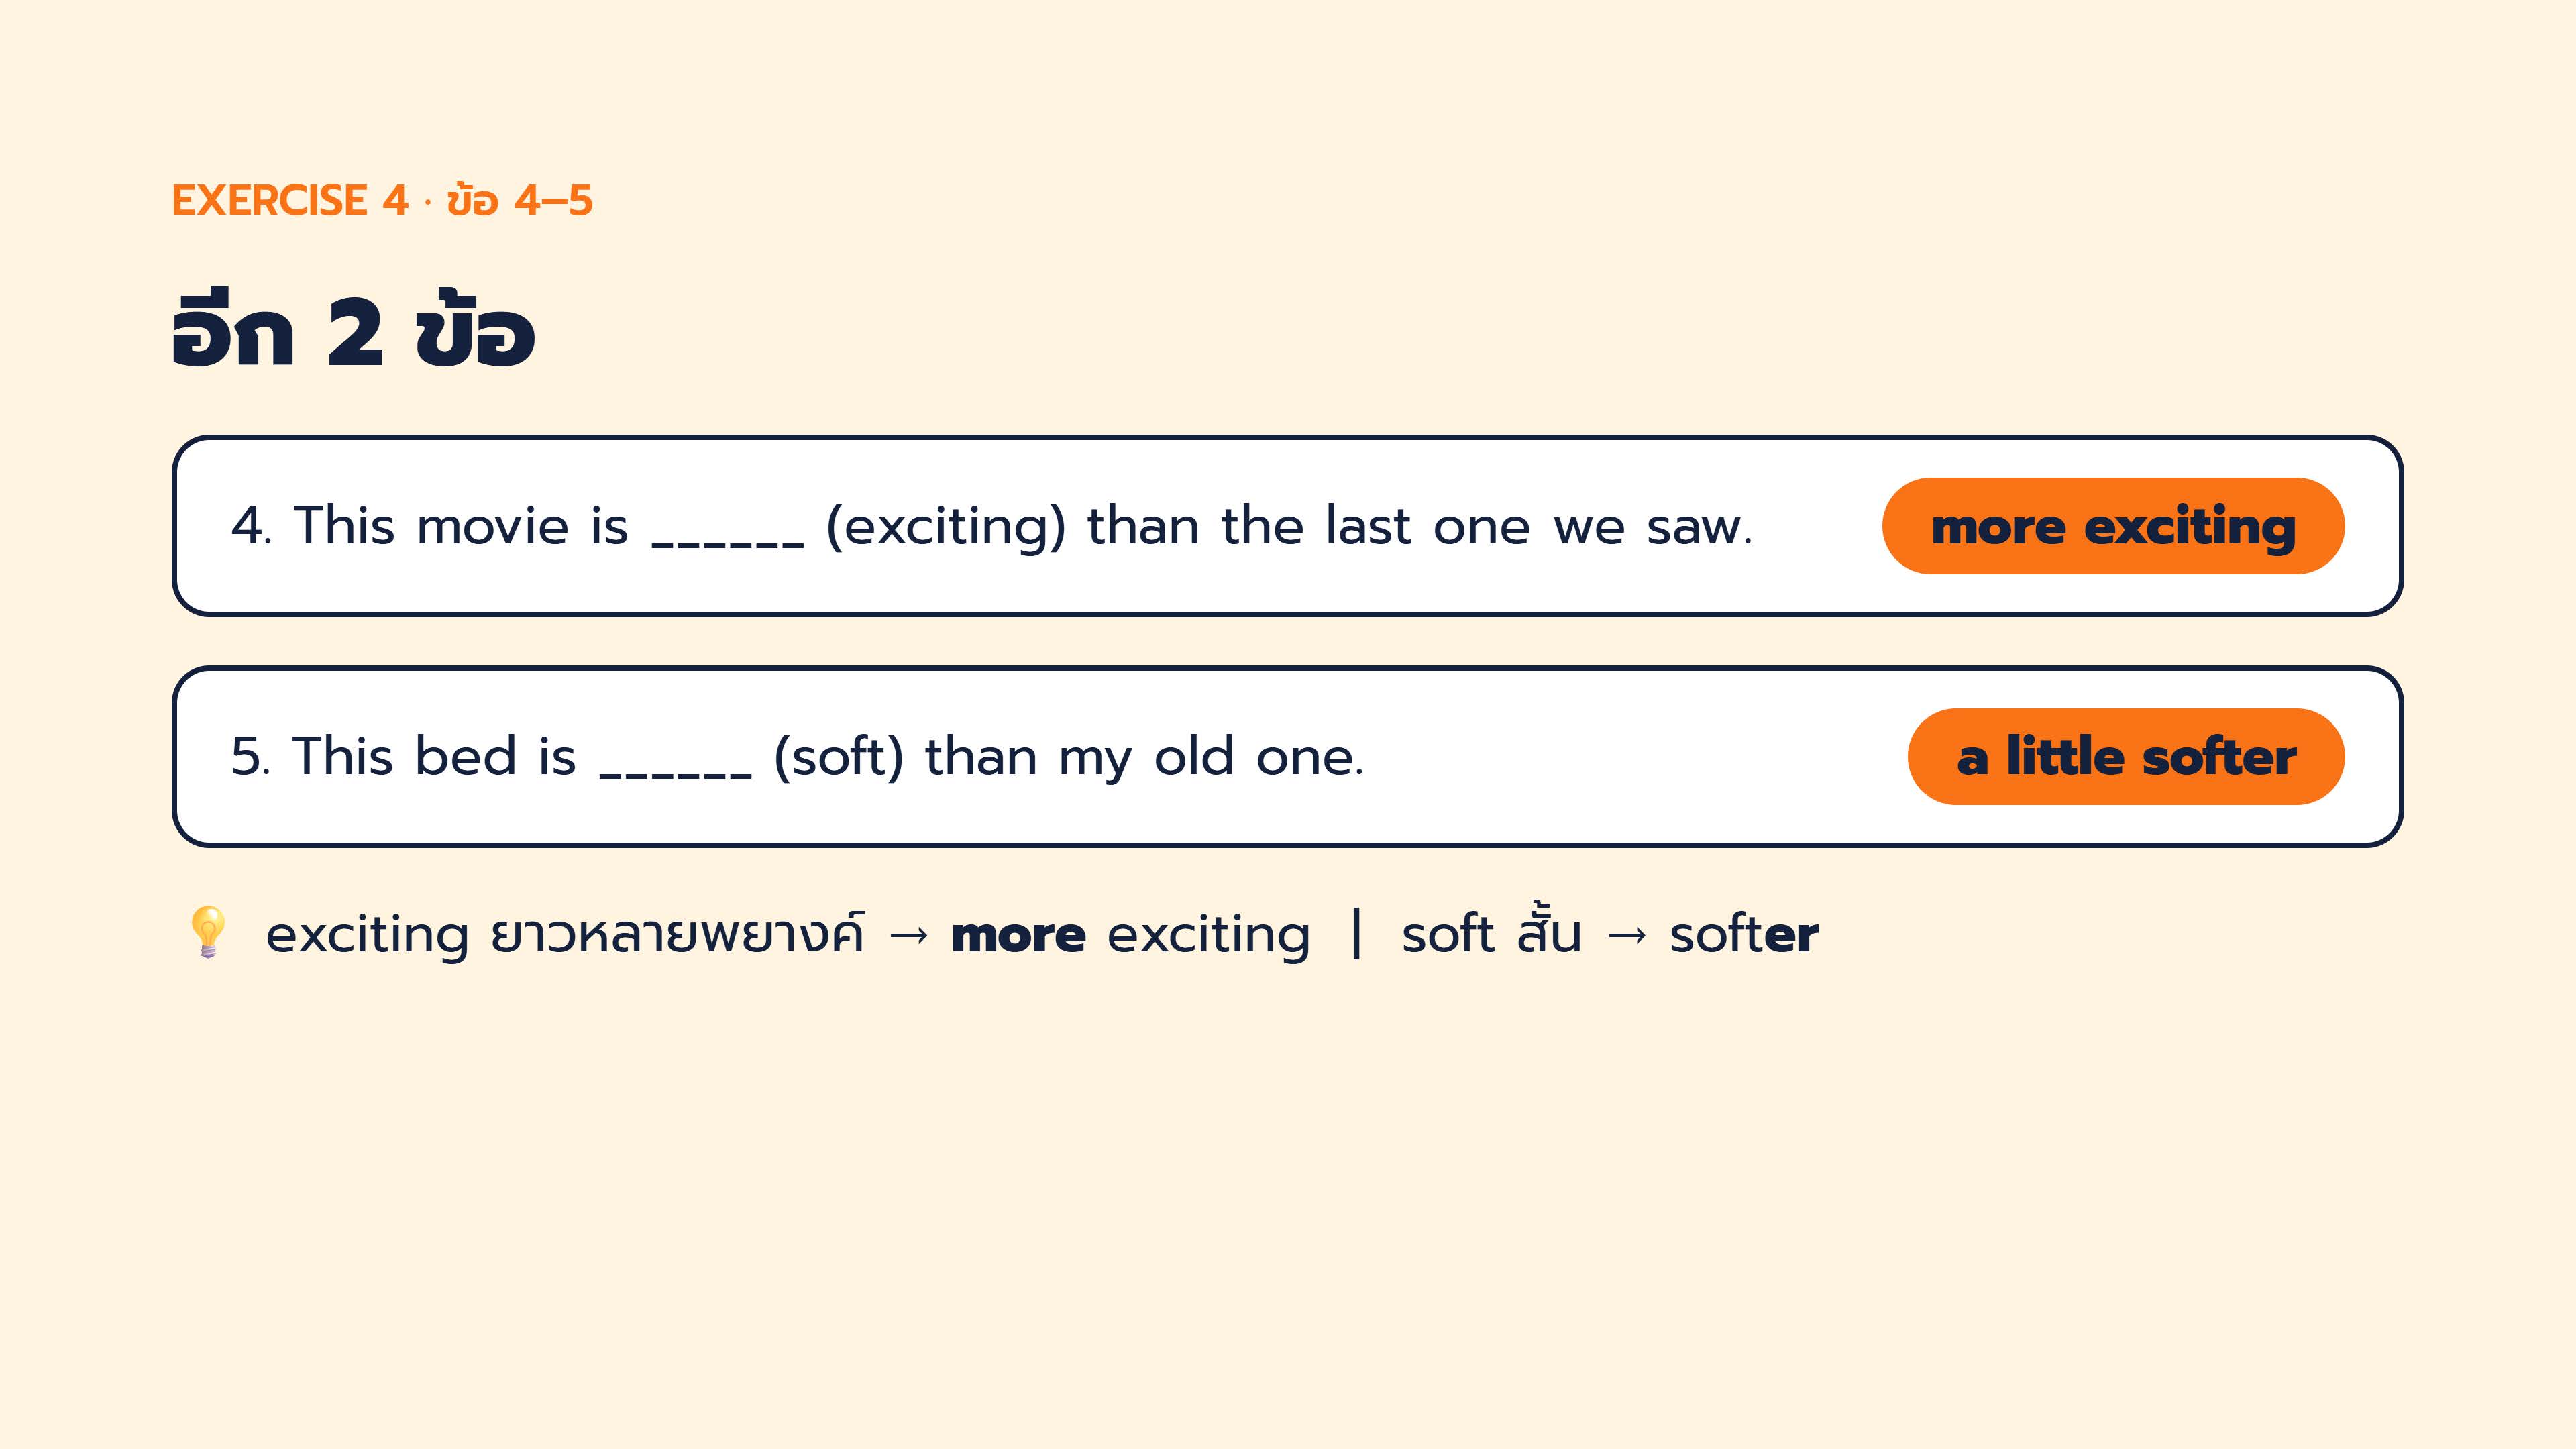 EXERCISE 4 · ข้อ 4–5
อีก 2 ข้อ
4. This movie is ______ (exciting) than the last one we saw. more exciting
5. This bed is ______ (soft) than my old one. a little softer
💡 exciting ยาวหลายพยางค์ → more exciting | soft สั้น → softer